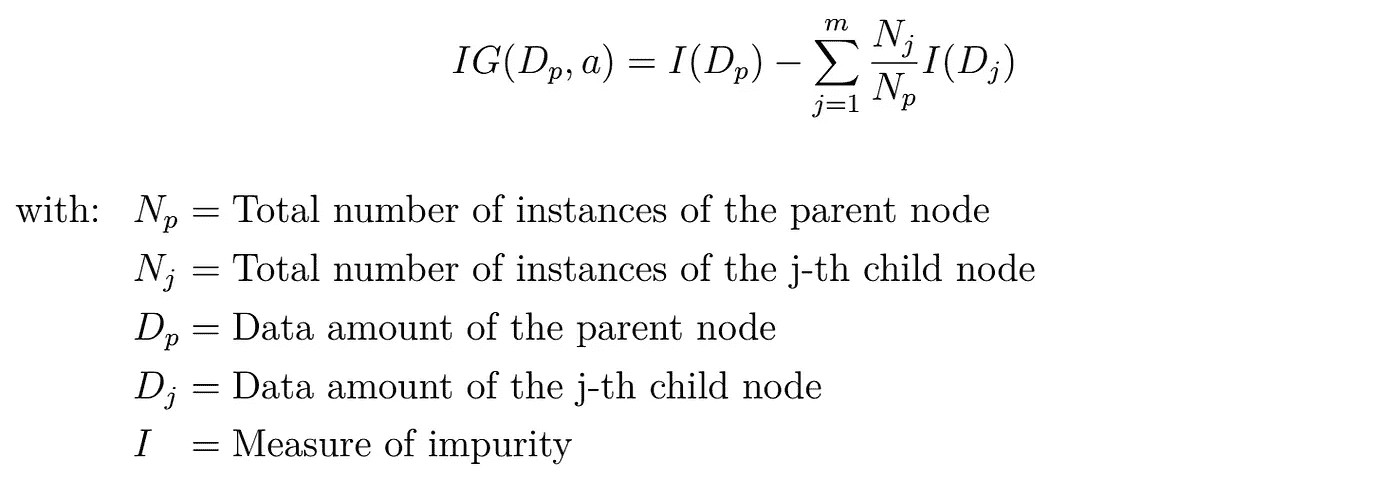 IG(D_p, a) = I(D_p) − \sum_{j=1}^{m} \frac{N_j}{N_p} I(D_j)
with: N_p = Total number of instances of the parent node
N_j = Total number of instances of the j-th child node
D_p = Data amount of the parent node
D_j = Data amount of the j-th child node
I = Measure of impurity